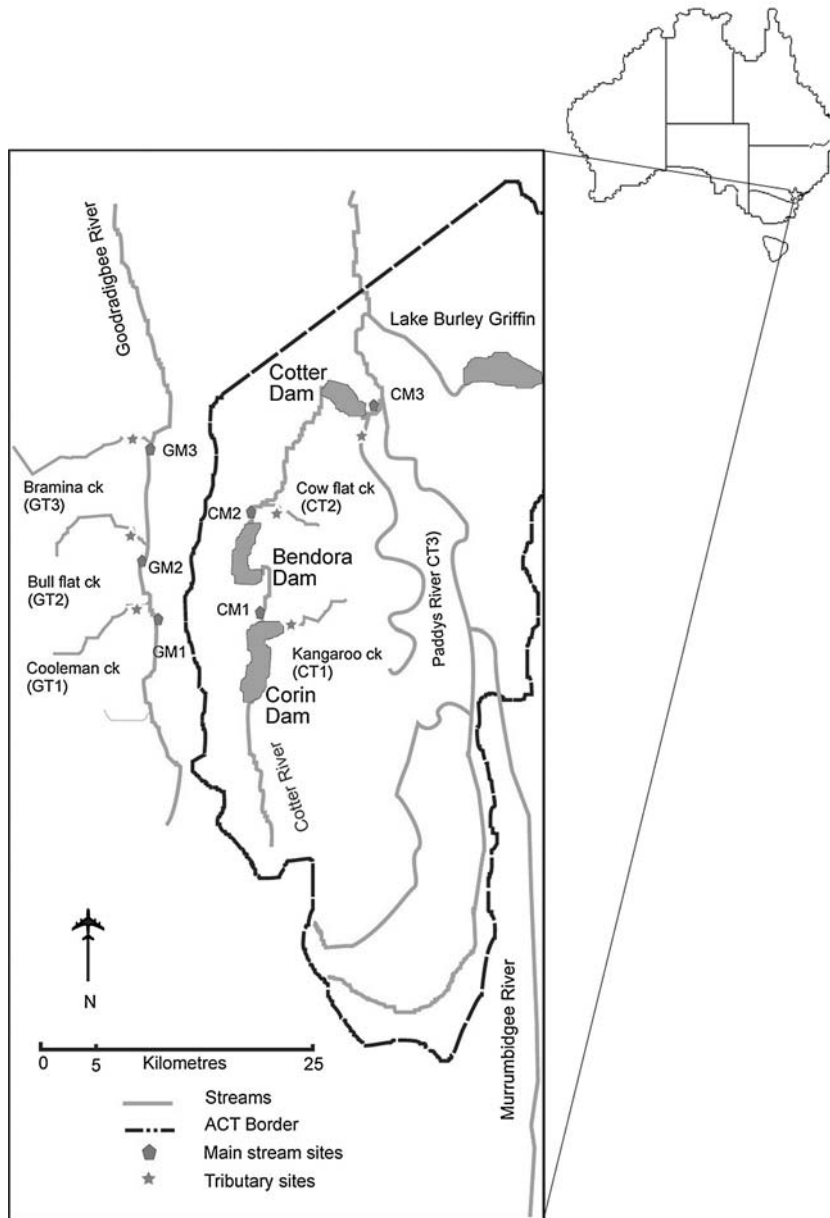 Goodradigbee River
Lake Burley Griffin
Cotter
Dam
CM3
GM3
Bramina ck
(GT3)
CM2
Cow flat ck
(CT2)
GM2
Bendora
Dam
Bull flat ck
(GT2)
CM1
Paddys River CT3)
GM1
Kangaroo ck
(CT1)
Cooleman ck
(GT1)
Corin
Dam
Cotter River
Murrumbidgee River
N
0 5 Kilometres 25
Streams
ACT Border
Main stream sites
Tributary sites